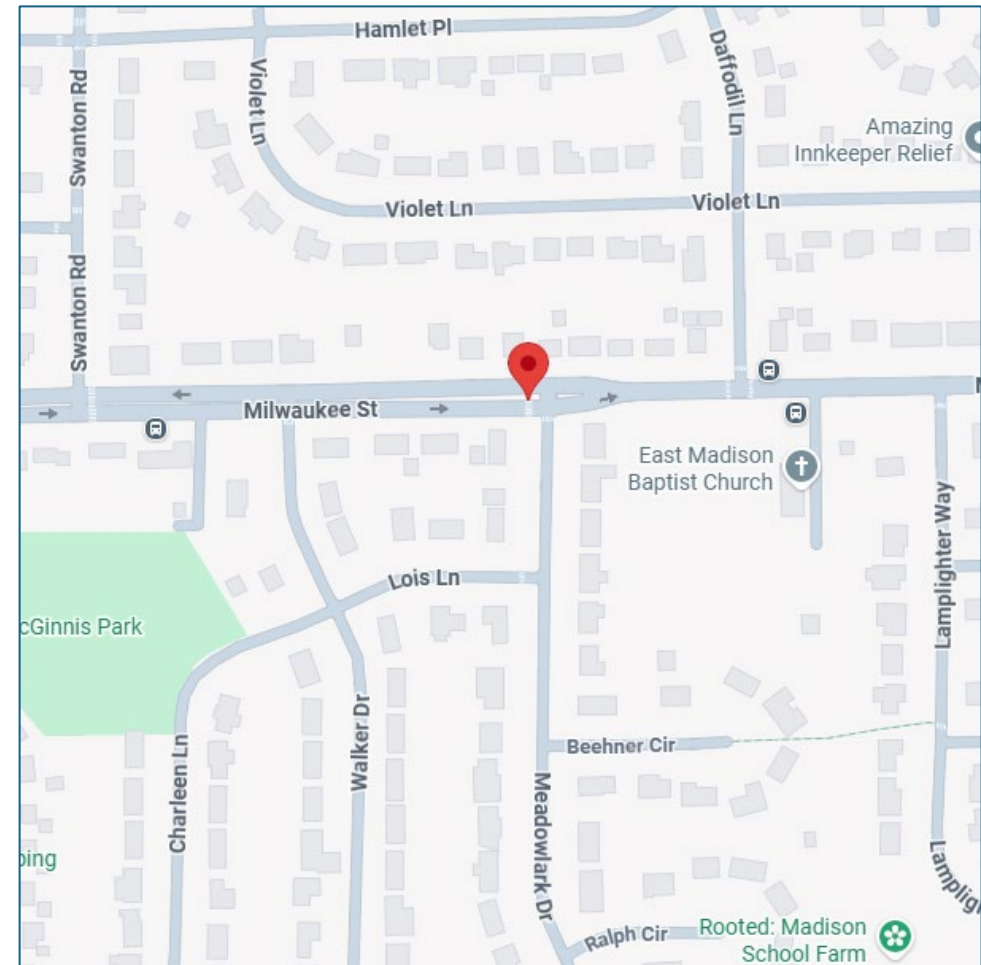 Hamlet Pl
Swanton Rd
Violet Ln
Daffodil Ln
Amazing
Innkeeper Relief
Violet Ln
Violet Ln
Swanton Rd
Milwaukee St
East Madison
Baptist Church
Lois Ln
Lamplighter Way
cGinnis Park
Walker Dr
Charleen Ln
Beehner Cir
Meadowlark Dr
ping
Lamplig
Ralph Cir
Rooted: Madison
School Farm